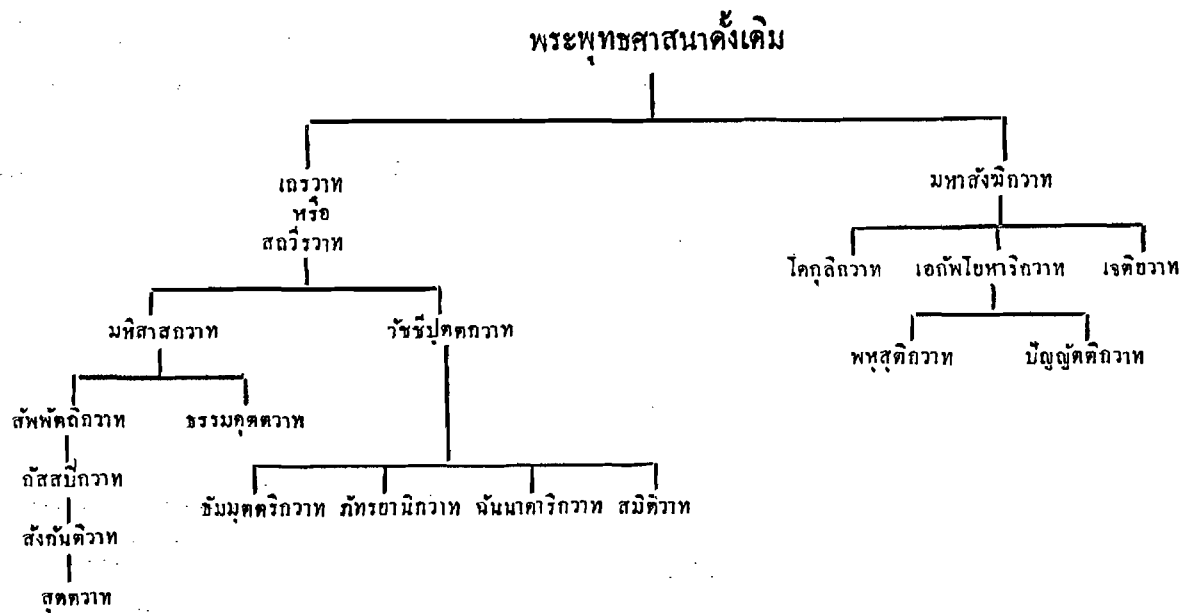 พระพุทธศาสนาดั้งเดิม
เถรวาท
หรือ
สถวีรวาท
มหาสังฆิกวาท
โคกุลิกวาท เอกัพโยหาริกวาท เจติยวาท
มหิสาสกวาท วัชชีปุตตกวาท
พหุสุติกวาท บัญญัตติกวาท
สัพพัตถิกวาท ธรรมคุตตวาท
กัสสปิกวาท
ธัมมุตตริกวาท ภัทรยานิกวาท ฉันนาคาริกวาท สมิติวาท
สังกันติวาท
สุตตวาท